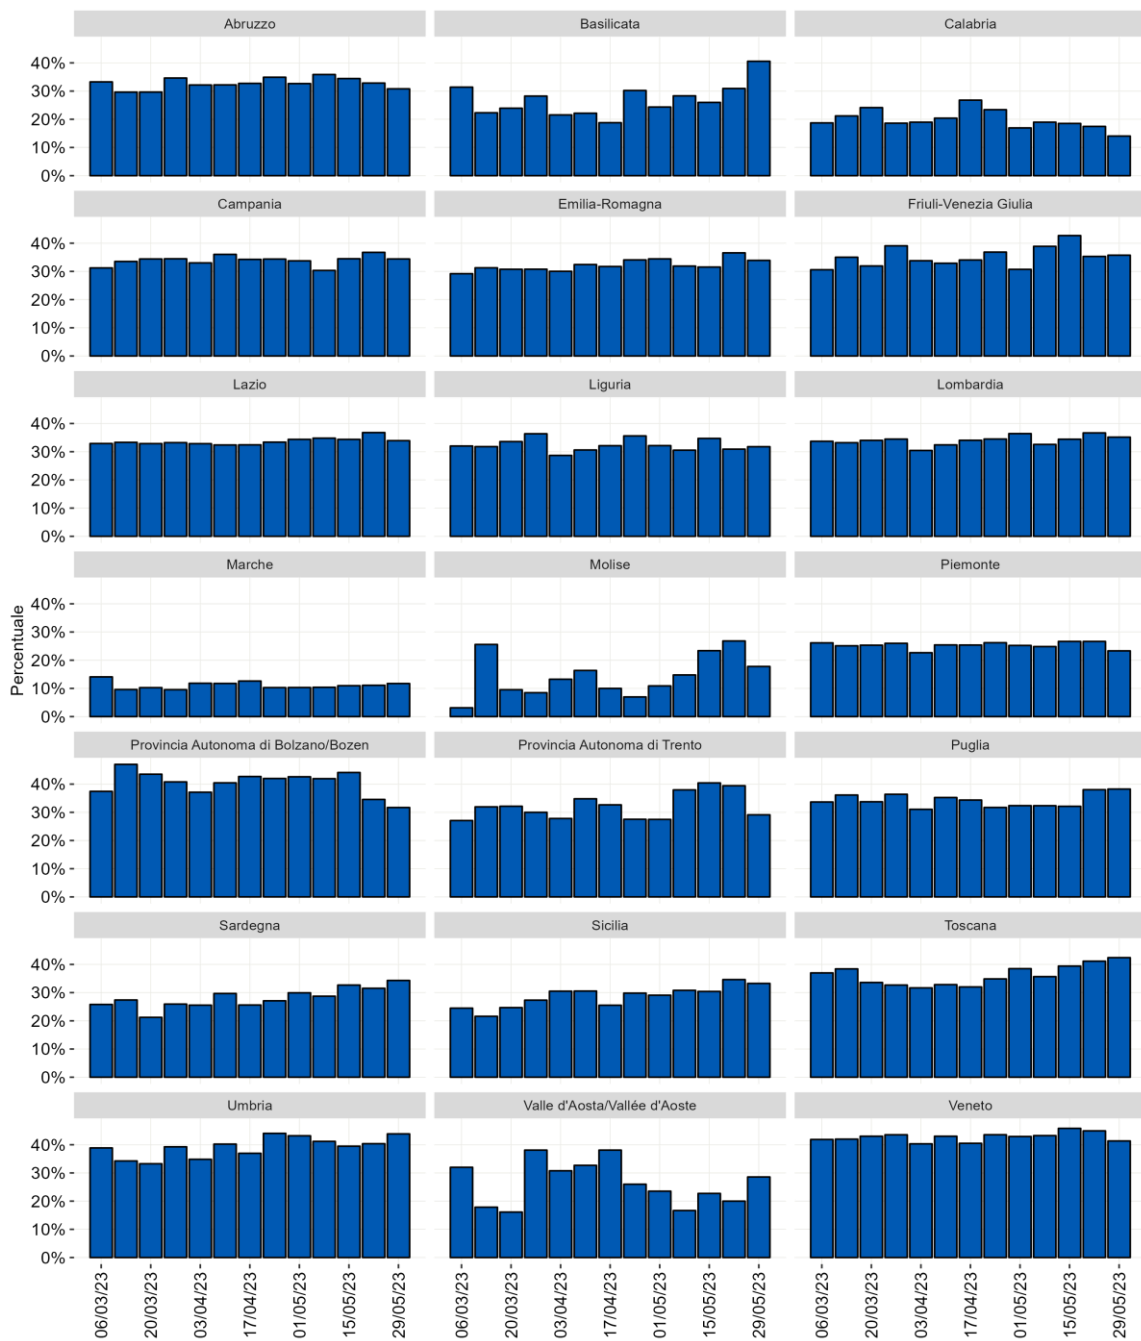 Abruzzo
Basilicata
Calabria
40%
30%
20%
10%
0%
Campania
Emilia-Romagna
Friuli-Venezia Giulia
40%
30%
20%
10%
0%
Lazio
Liguria
Lombardia
40%
30%
20%
10%
0%
Percentuale
Marche
Molise
Piemonte
40%
30%
20%
10%
0%
Provincia Autonoma di Bolzano/Bozen
Provincia Autonoma di Trento
Puglia
40%
30%
20%
10%
0%
Sardegna
Sicilia
Toscana
40%
30%
20%
10%
0%
Umbria
Valle d'Aosta/Vallée d'Aoste
Veneto
40%
30%
20%
10%
0%
06/03/23
20/03/23
03/04/23
17/04/23
01/05/23
15/05/23
29/05/23
06/03/23
20/03/23
03/04/23
17/04/23
01/05/23
15/05/23
29/05/23
06/03/23
20/03/23
03/04/23
17/04/23
01/05/23
15/05/23
29/05/23